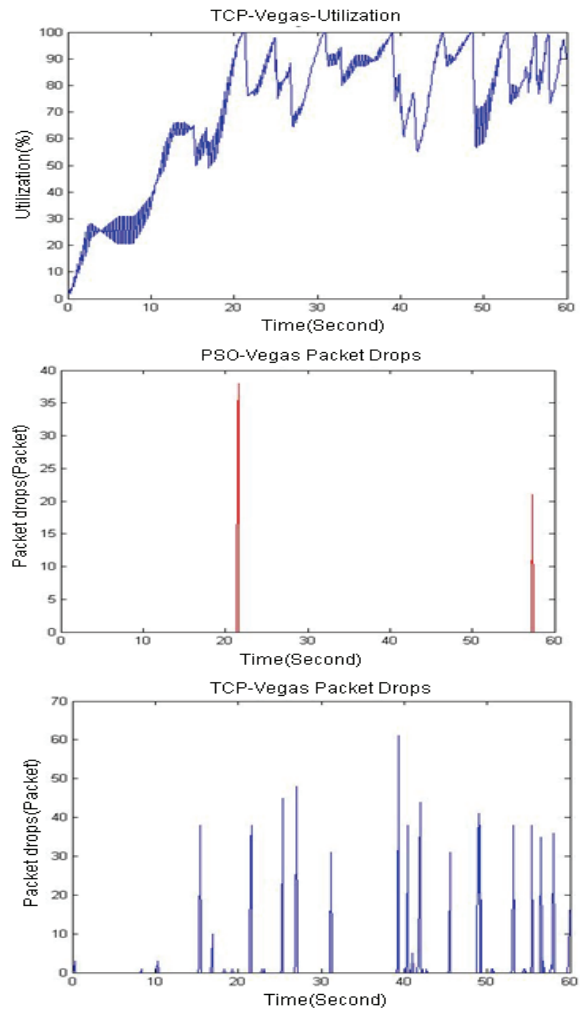 TCP-Vegas-Utilization
Utilization(%)
100
90
80
70
60
50
40
30
20
10
0
0 10 20 30 40 50 60
Time(Second)
PSO-Vegas Packet Drops
Packet drops(Packet)
40
35
30
25
20
15
10
5
0
0 10 20 30 40 50 60
Time(Second)
TCP-Vegas Packet Drops
Packet drops(Packet)
70
60
50
40
30
20
10
0
0 10 20 30 40 50 60
Time(Second)